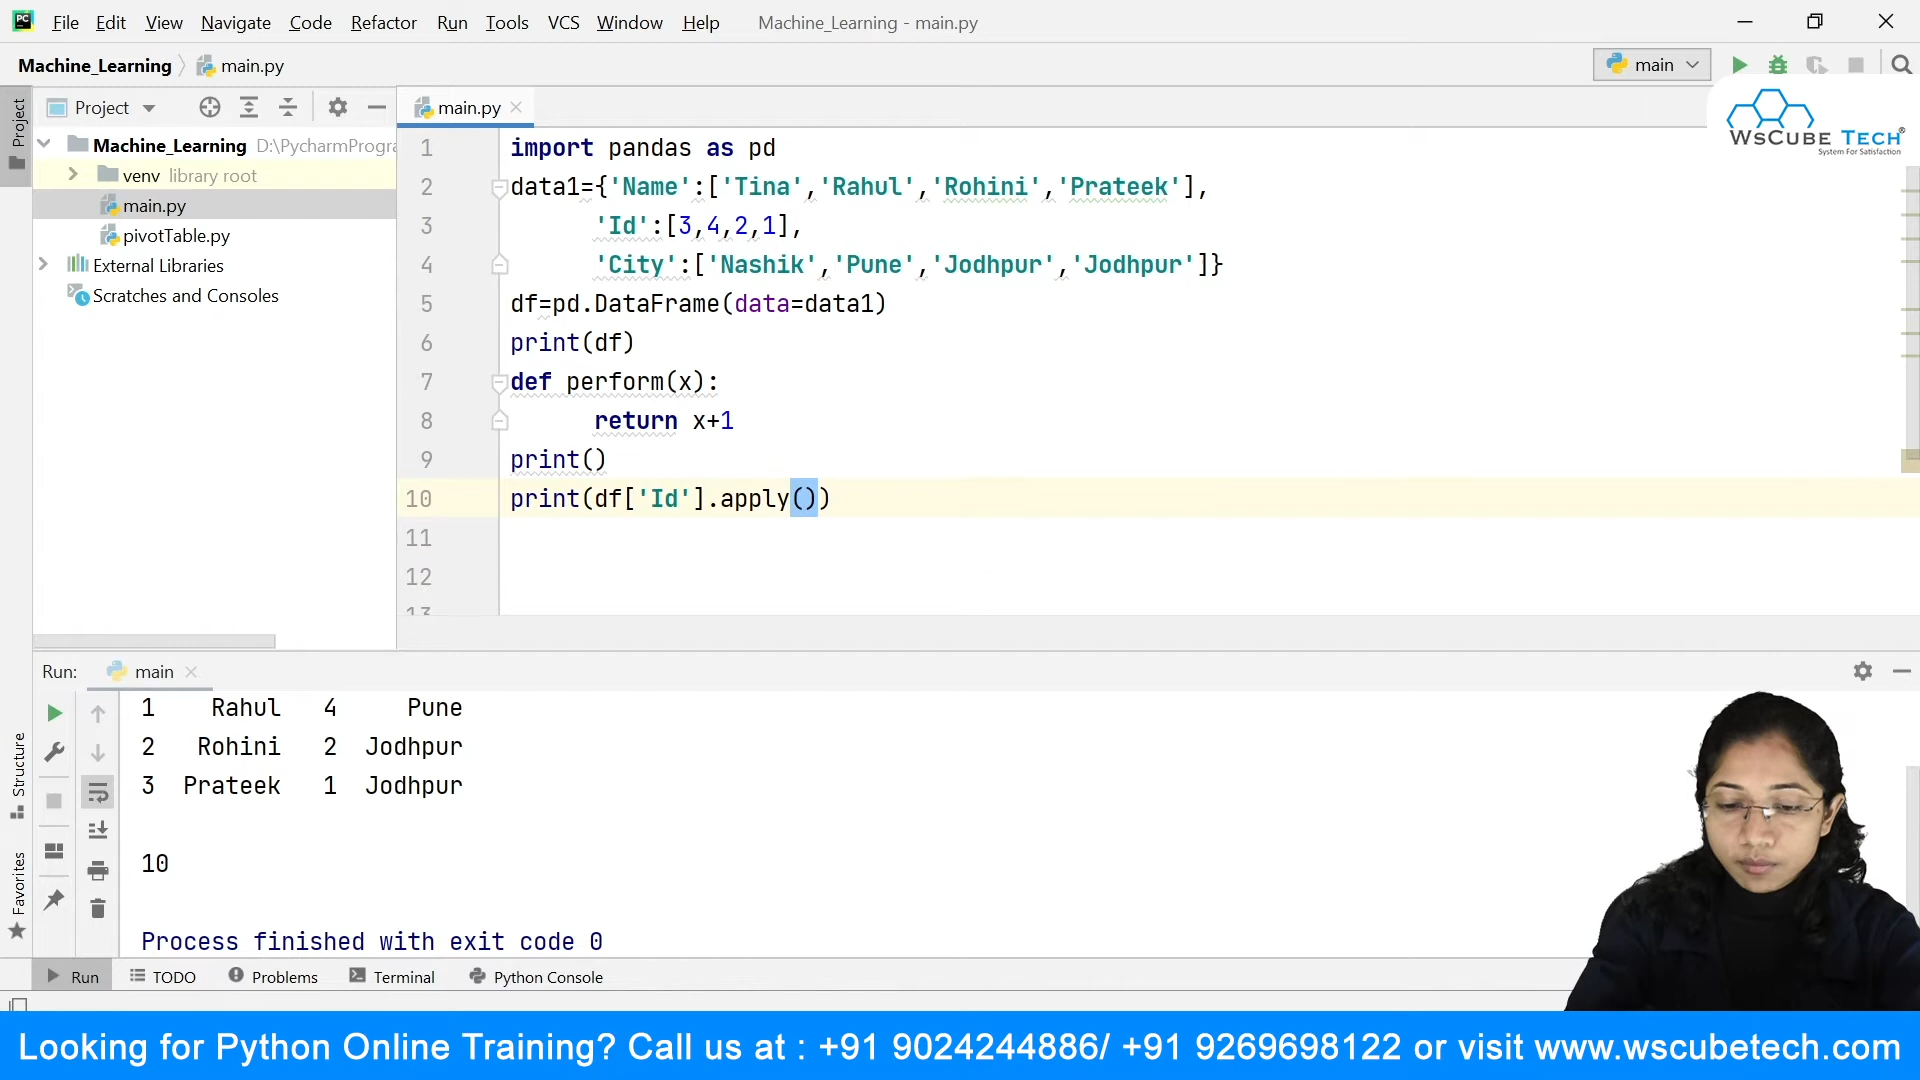 File Edit View Navigate Code Refactor Run Tools VCS Window Help Machine_Learning - main.py
Machine_Learning main.py main
Project
Project main.py
WsCube Tech®
System For Satisfaction
Machine_Learning D:\PycharmProgra
venv library root
main.py
pivotTable.py
External Libraries
Scratches and Consoles
1 import pandas as pd
2 data1={'Name':['Tina','Rahul','Rohini','Prateek'],
3 'Id':[3,4,2,1],
4 'City':['Nashik','Pune','Jodhpur','Jodhpur']}
5 df=pd.DataFrame(data=data1)
6 print(df)
7 def perform(x):
8 return x+1
9 print()
10 print(df['Id'].apply())
11
12
13
Run: main
1 Rahul 4 Pune
2 Rohini 2 Jodhpur
3 Prateek 1 Jodhpur
10
Process finished with exit code 0
Structure
Favorites
Run TODO Problems Terminal Python Console
Looking for Python Online Training? Call us at : +91 9024244886/ +91 9269698122 or visit www.wscubetech.com